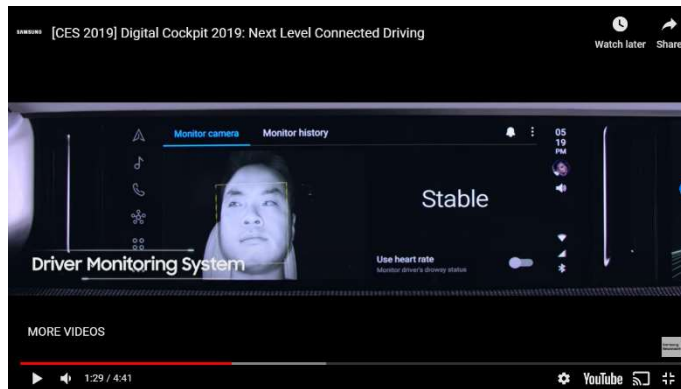 SAMSUNG [CES 2019] Digital Cockpit 2019: Next Level Connected Driving
Watch later Share
Monitor camera Monitor history
05
19
PM
Stable
Use heart rate
Monitor driver's drowsy status
Driver Monitoring System
MORE VIDEOS
1:29 / 4:41
YouTube